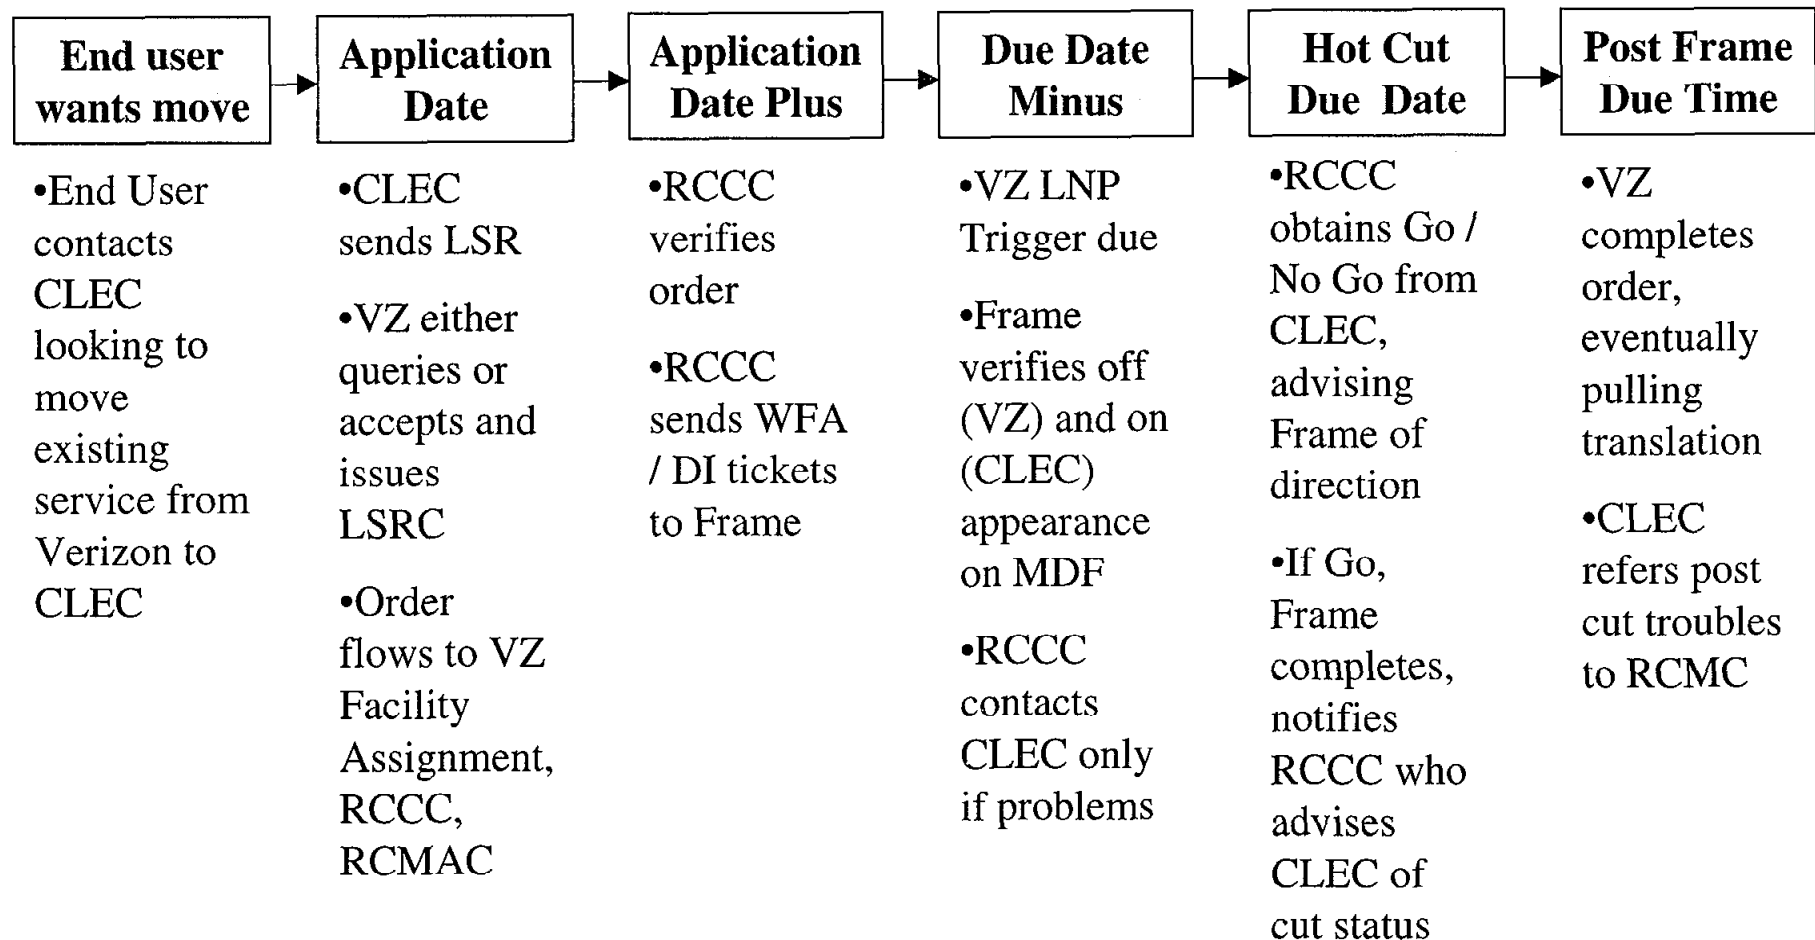 End user
wants move
Application
Date
Application
Date Plus
Due Date
Minus
Hot Cut
Due Date
Post Frame
Due Time
•End User
contacts
CLEC
looking to
move
existing
service from
Verizon to
CLEC
•CLEC
sends LSR
•VZ either
queries or
accepts and
issues
LSRC
•Order
flows to VZ
Facility
Assignment,
RCCC,
RCMAC
•RCCC
verifies
order
•RCCC
sends WFA
/ DI tickets
to Frame
•VZ LNP
Trigger due
•Frame
verifies off
(VZ) and on
(CLEC)
appearance
on MDF
•RCCC
contacts
CLEC only
if problems
•RCCC
obtains Go /
No Go from
CLEC,
advising
Frame of
direction
•If Go,
Frame
completes,
notifies
RCCC who
advises
CLEC of
cut status
•VZ
completes
order,
eventually
pulling
translation
•CLEC
refers post
cut troubles
to RCMC